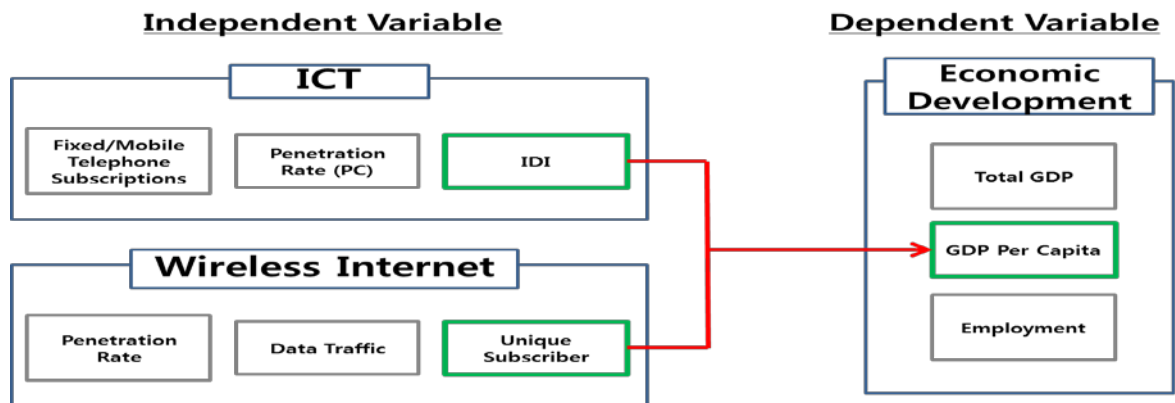 Independent Variable
Dependent Variable
ICT
Fixed/Mobile
Telephone
Subscriptions
Penetration
Rate (PC)
IDI
Wireless Internet
Penetration
Rate
Data Traffic
Unique
Subscriber
Economic
Development
Total GDP
GDP Per Capita
Employment